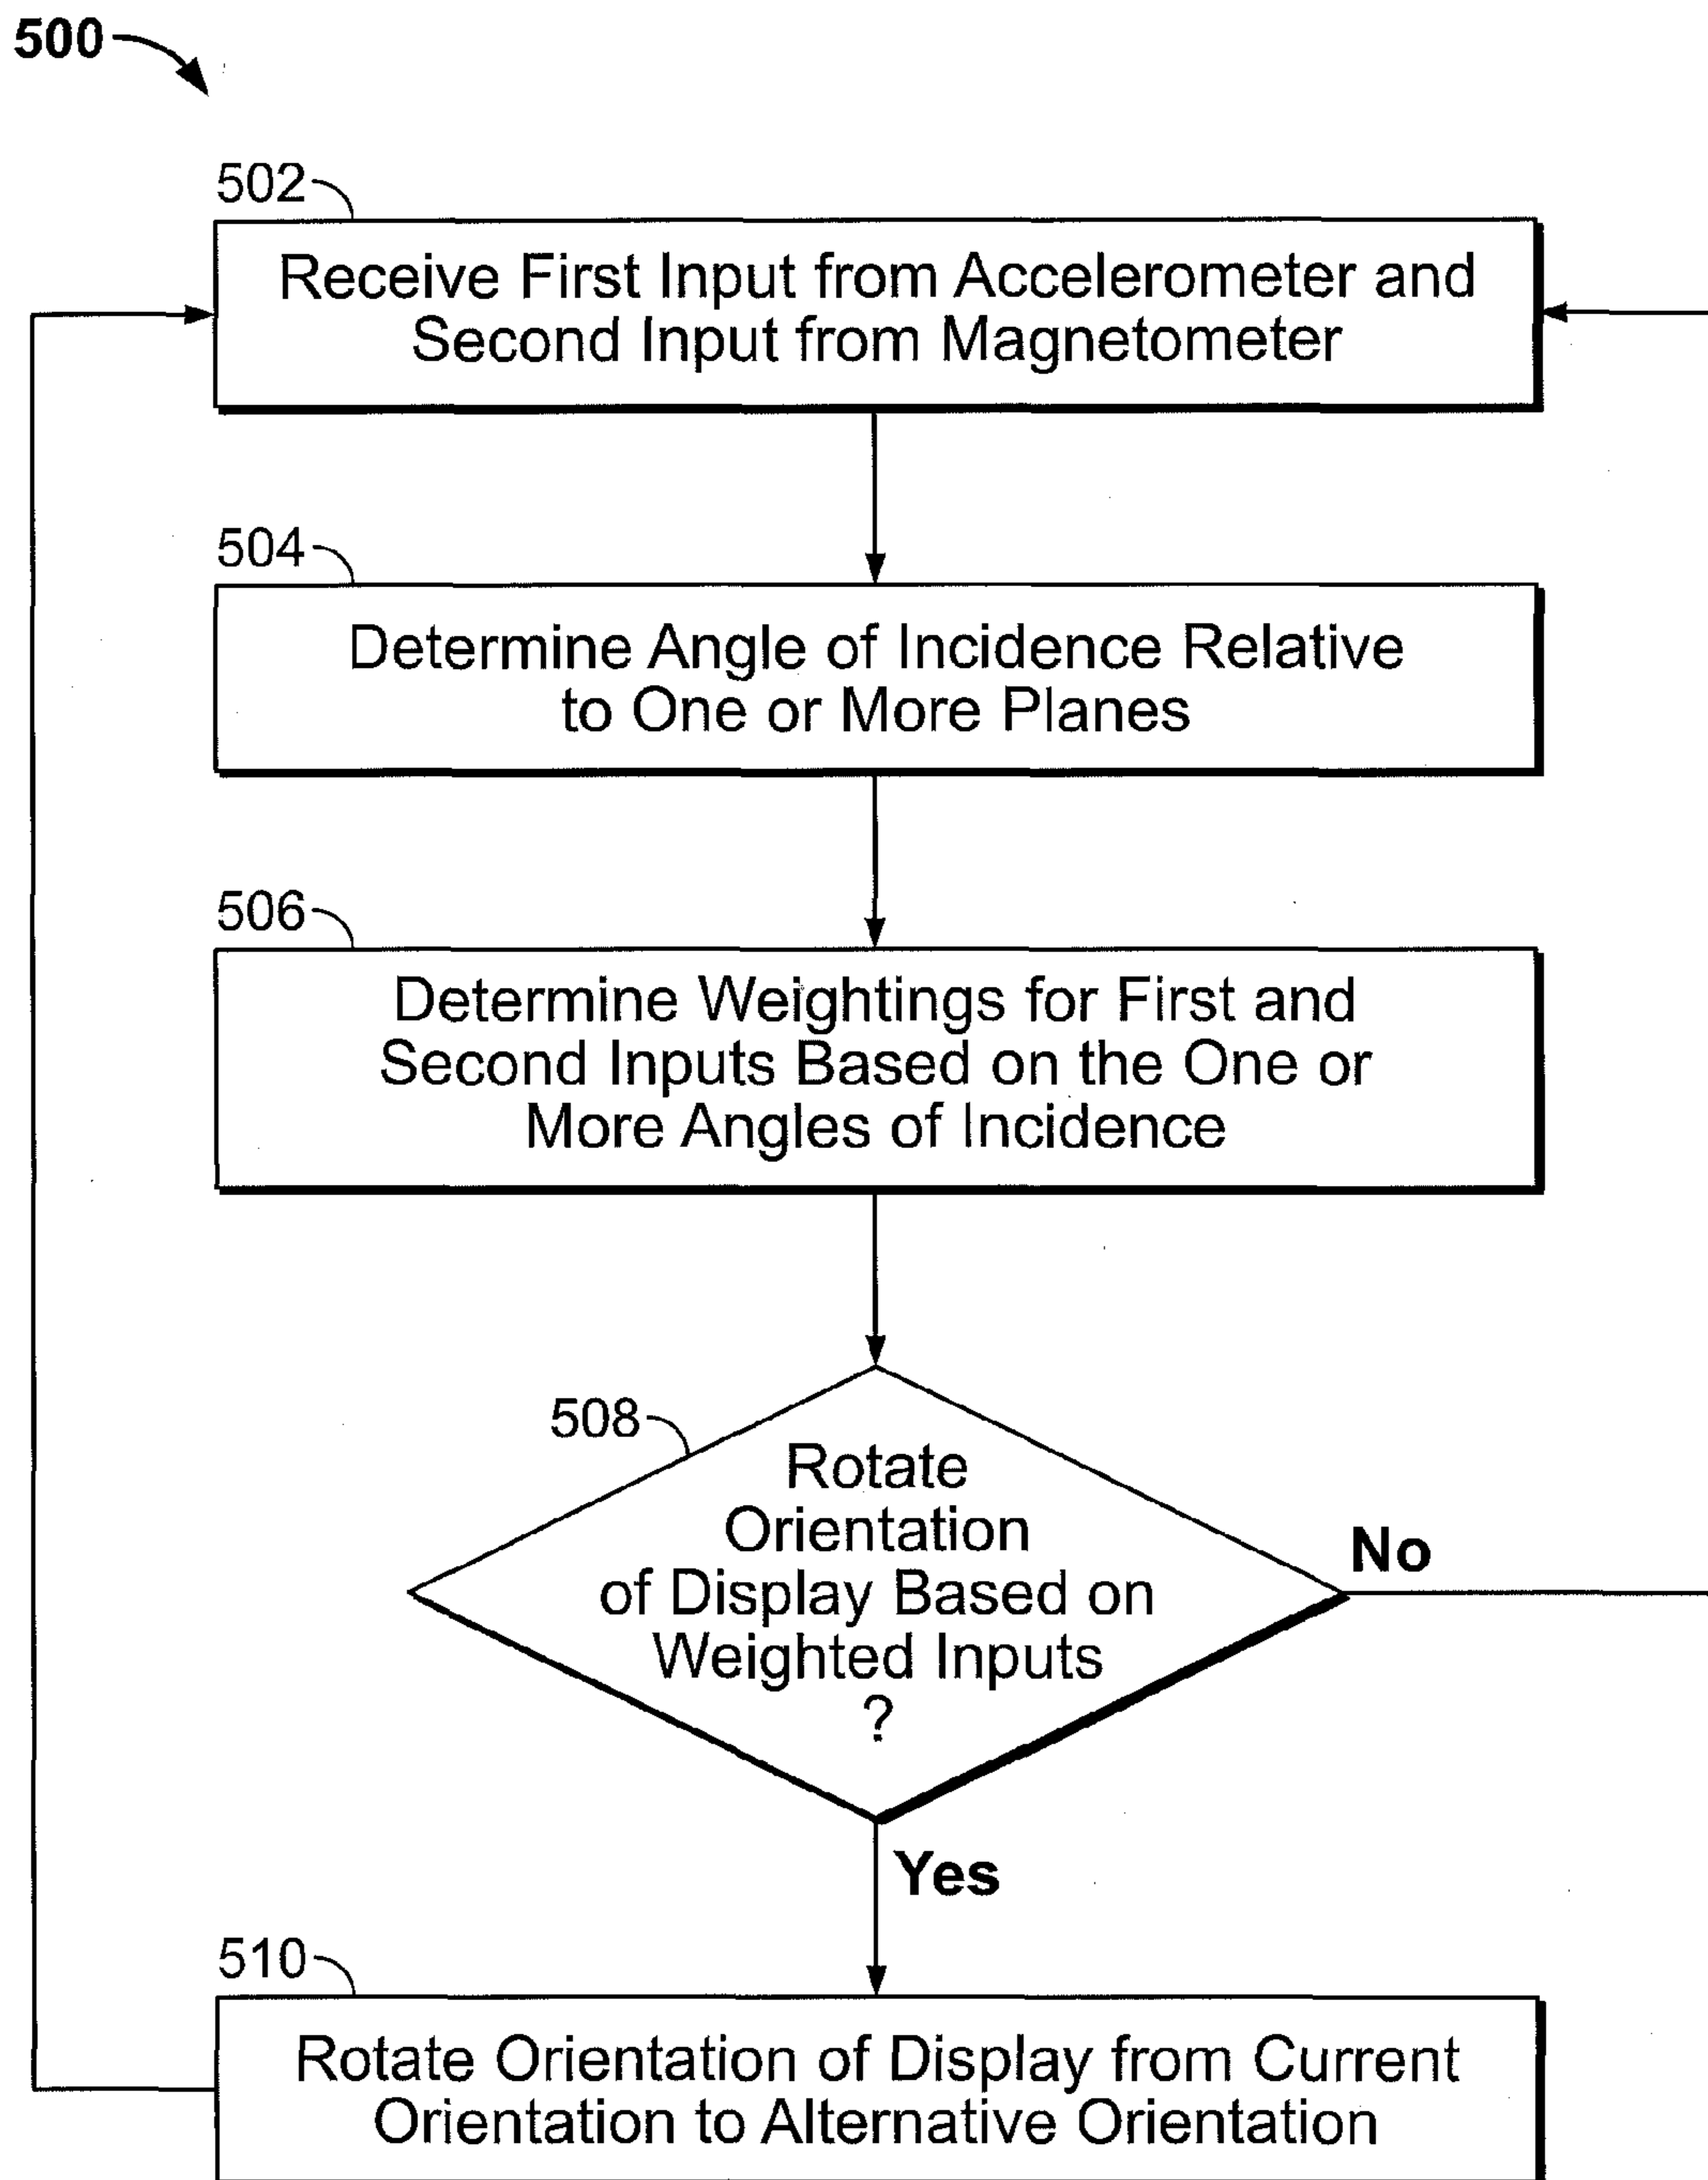 500
502
Receive First Input from Accelerometer and
Second Input from Magnetometer
504
Determine Angle of Incidence Relative
to One or More Planes
506
Determine Weightings for First and
Second Inputs Based on the One or
More Angles of Incidence
508
Rotate
Orientation
of Display Based on
Weighted Inputs
?
No
Yes
510
Rotate Orientation of Display from Current
Orientation to Alternative Orientation